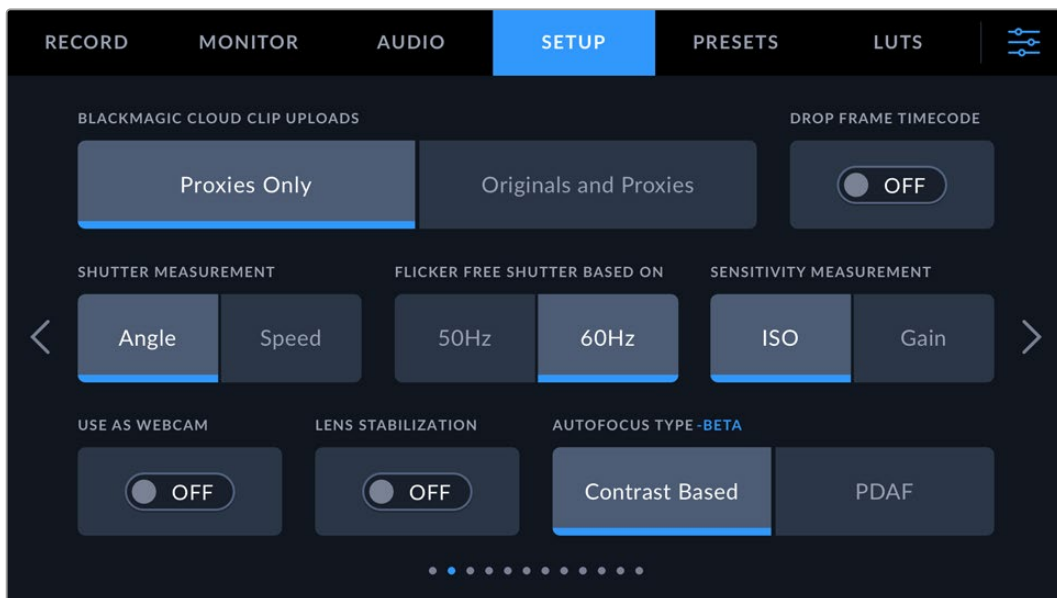 RECORD MONITOR AUDIO SETUP PRESETS LUTS
BLACKMAGIC CLOUD CLIP UPLOADS DROP FRAME TIMECODE
Proxies Only Originals and Proxies OFF
SHUTTER MEASUREMENT FLICKER FREE SHUTTER BASED ON SENSITIVITY MEASUREMENT
Angle Speed 50Hz 60Hz ISO Gain
USE AS WEBCAM LENS STABILIZATION AUTOFOCUS TYPE -BETA
OFF OFF Contrast Based PDAF